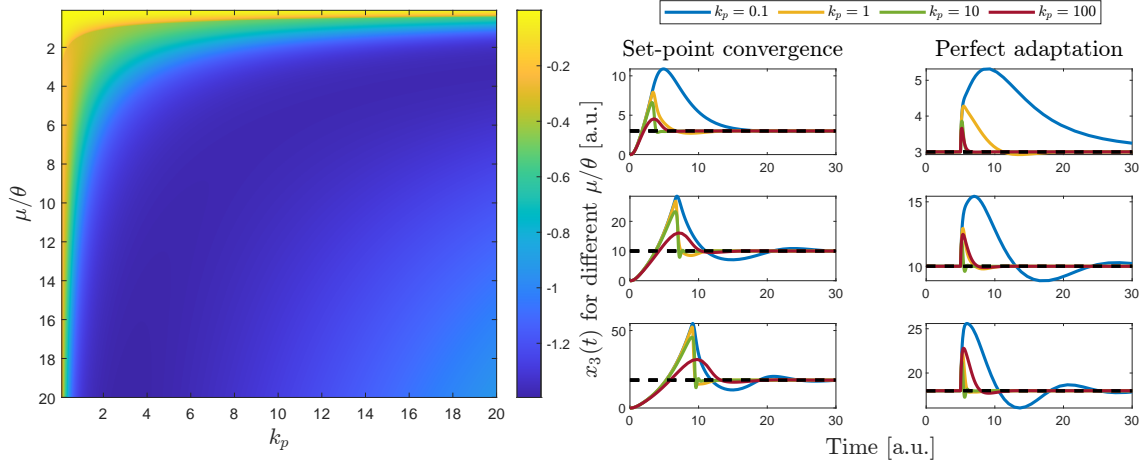 2
4
6
8
10
12
14
16
18
20
μ/θ
2 4 6 8 10 12 14 16 18 20
k_p
-0.2
-0.4
-0.6
-0.8
-1
-1.2
k_p = 0.1 k_p = 1 k_p = 10 k_p = 100
Set-point convergence Perfect adaptation
x_3(t) for different μ/θ [a.u.]
10
5
0
0 10 20 30
5
4
3
0 10 20 30
20
10
0
0 10 20 30
15
10
0 10 20 30
50
0
0 10 20 30
25
20
0 10 20 30
Time [a.u.]